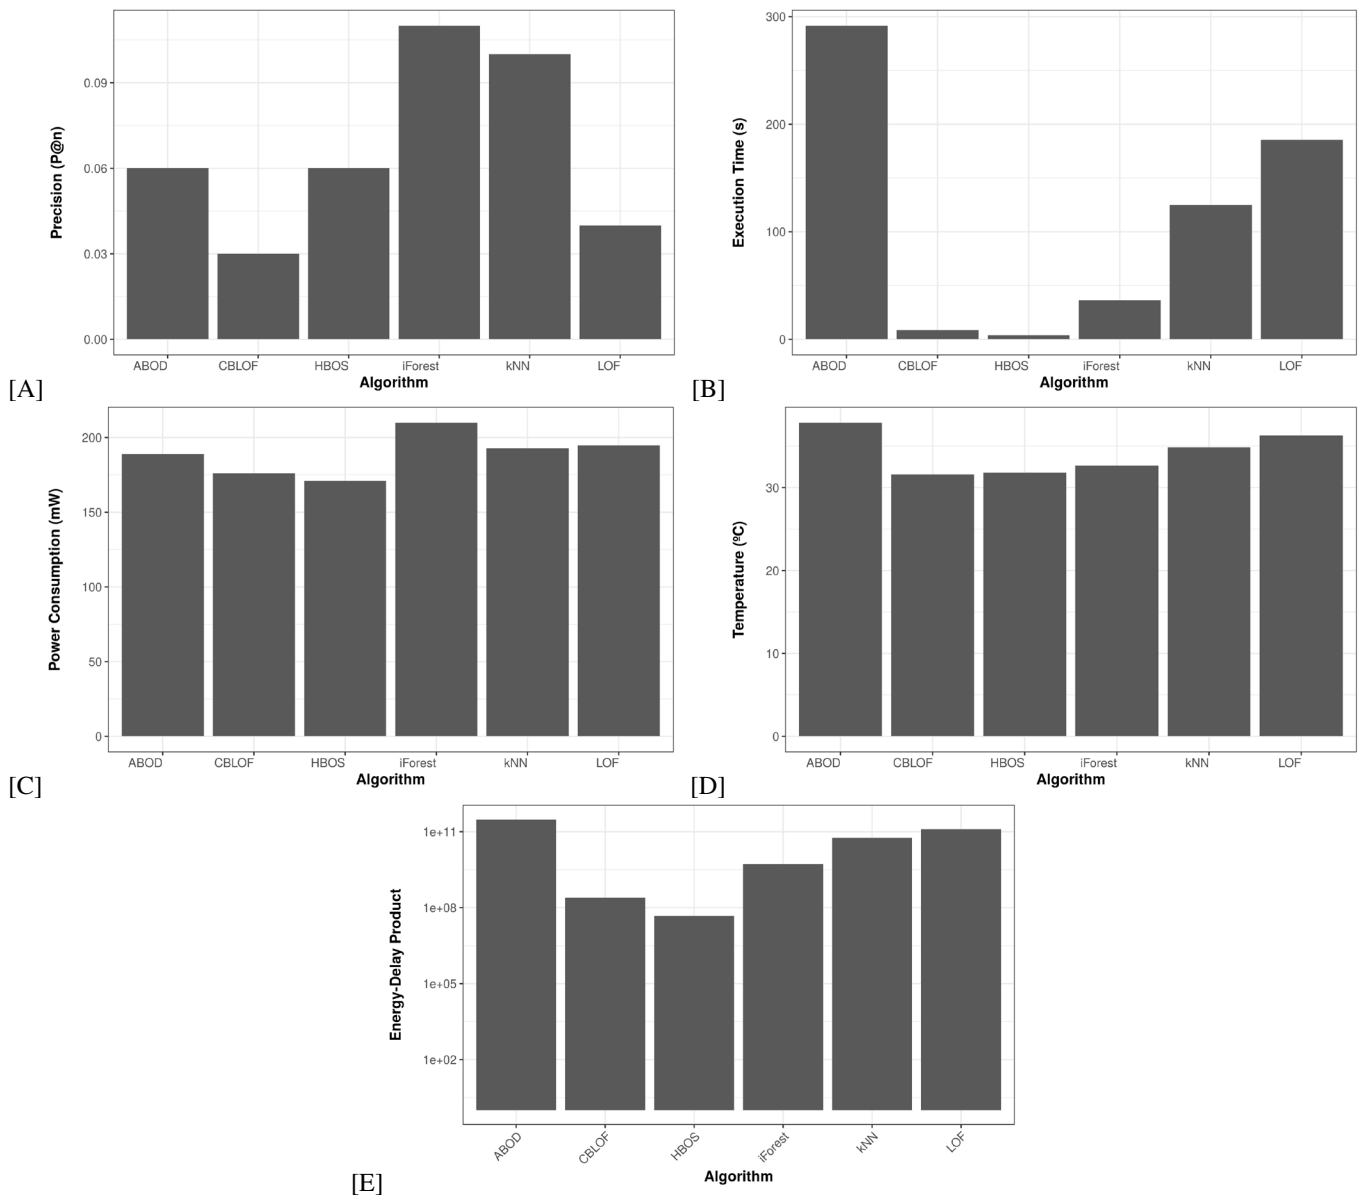 Precision (P@n)
0.09
0.06
0.03
0.00
ABOD CBLOF HBOS iForest kNN LOF
Algorithm
[A]
Execution Time (s)
300
200
100
0
ABOD CBLOF HBOS iForest kNN LOF
Algorithm
[B]
Power Consumption (mW)
200
150
100
50
0
ABOD CBLOF HBOS iForest kNN LOF
Algorithm
[C]
Temperature (ºC)
30
20
10
0
ABOD CBLOF HBOS iForest kNN LOF
Algorithm
[D]
Energy-Delay Product
1e+11
1e+08
1e+05
1e+02
ABOD CBLOF HBOS iForest kNN LOF
Algorithm
[E]